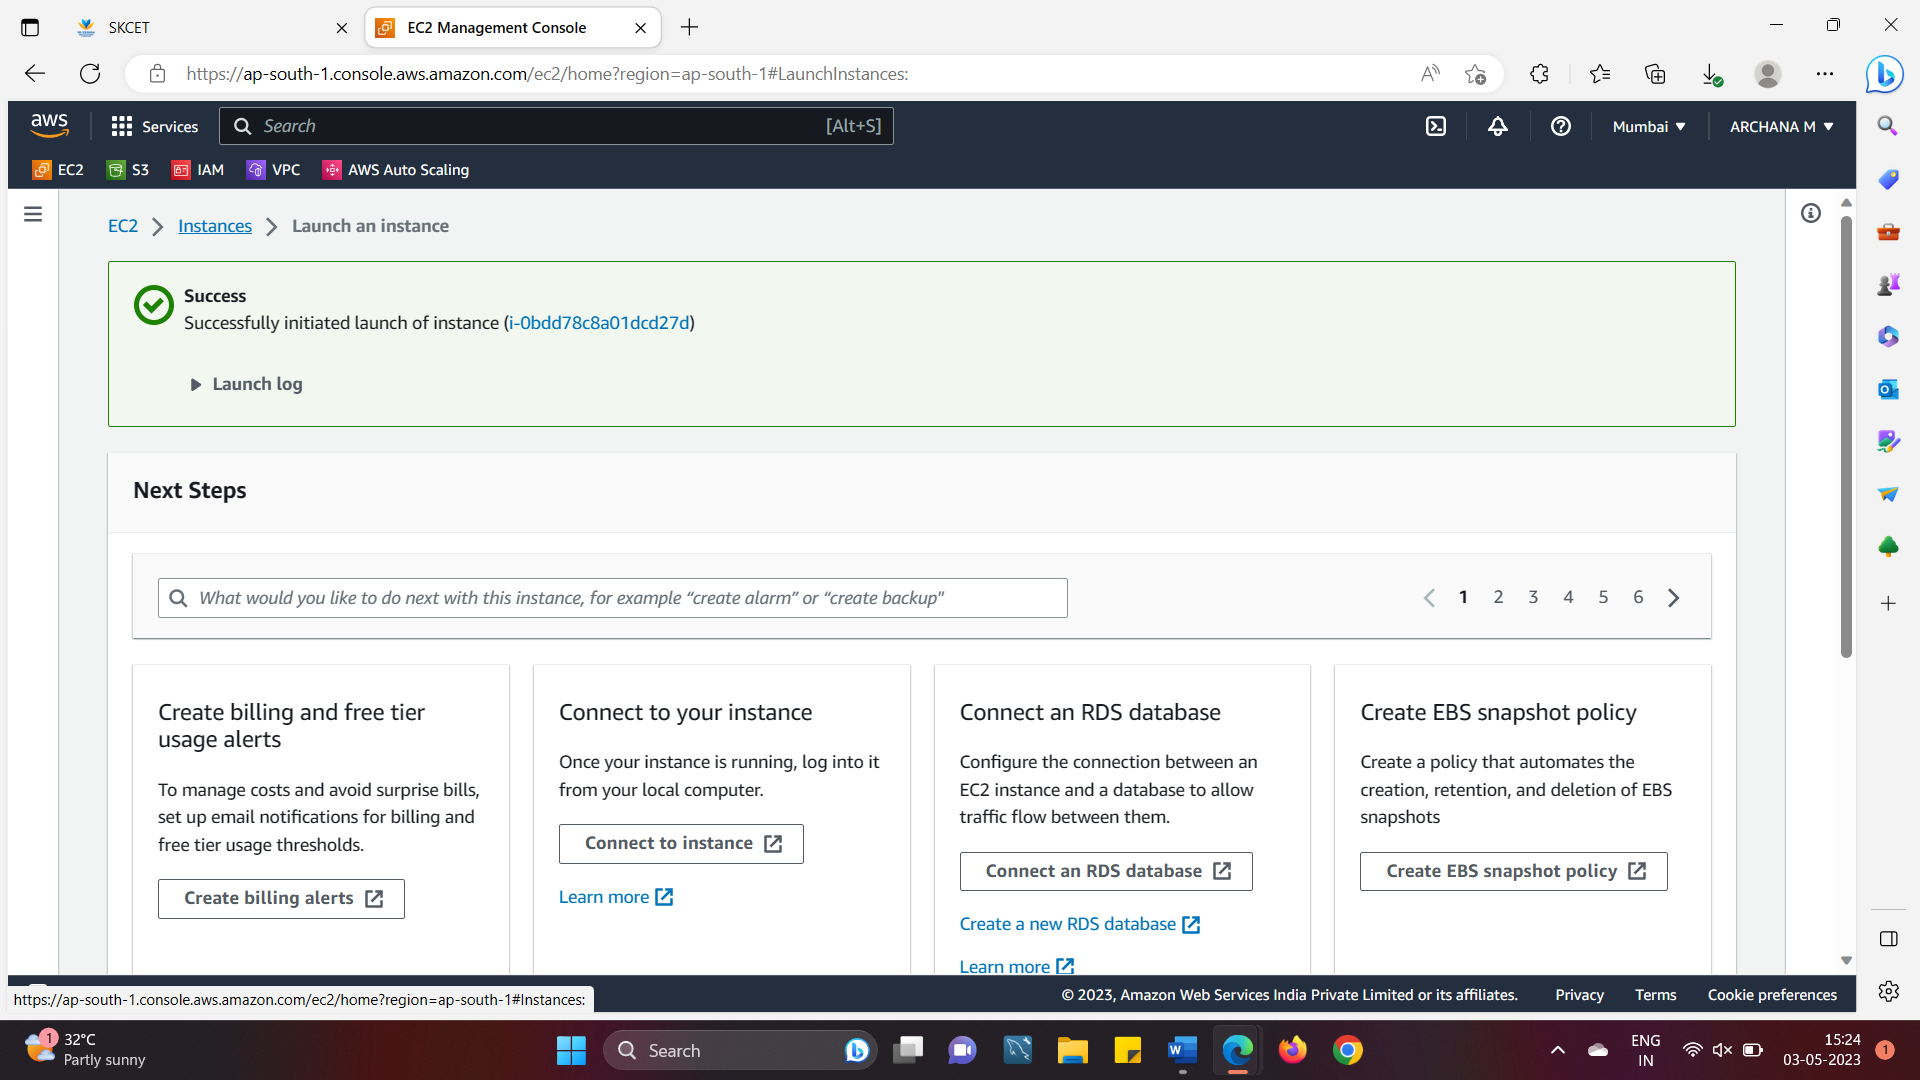 SKCET
EC2 Management Console
https://ap-south-1.console.aws.amazon.com/ec2/home?region=ap-south-1#LaunchInstances:
aws
Services
Search
[Alt+S]
Mumbai
ARCHANA M
EC2
S3
IAM
VPC
AWS Auto Scaling
EC2
Instances
Launch an instance
Success
Successfully initiated launch of instance (i-0bdd78c8a01dcd27d)
Launch log
Next Steps
What would you like to do next with this instance, for example “create alarm” or “create backup"
1 2 3 4 5 6
Create billing and free tier
usage alerts
To manage costs and avoid surprise bills,
set up email notifications for billing and
free tier usage thresholds.
Create billing alerts
Connect to your instance
Once your instance is running, log into it
from your local computer.
Connect to instance
Learn more
Connect an RDS database
Configure the connection between an
EC2 instance and a database to allow
traffic flow between them.
Connect an RDS database
Create a new RDS database
Learn more
Create EBS snapshot policy
Create a policy that automates the
creation, retention, and deletion of EBS
snapshots
Create EBS snapshot policy
https://ap-south-1.console.aws.amazon.com/ec2/home?region=ap-south-1#Instances:
© 2023, Amazon Web Services India Private Limited or its affiliates.
Privacy
Terms
Cookie preferences
1
32°C
Partly sunny
Search
ENG
IN
15:24
03-05-2023
1